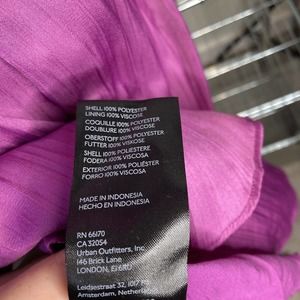 SHELL 100% POLYESTER
LINING 100% VISCOSE
COQUILLE 100% POLYESTER
DOUBLURE 100% VISCOSE
OBERSTOFF 100% POLYESTER
FUTTER 100% VISKOSE
SHELL 100% POLIESTERE
FODERA 100% VISCOSA
EXTERIOR 100% POLIÉSTER
FORRO 100% VISCOSA
MADE IN INDONESIA
HECHO EN INDONESIA
RN 66170
CA 32054
Urban Outfitters, Inc
146 Brick Lane
LONDON, E1 6RU
Leidsestraat 32, 1017
Amsterdam, Netherlan